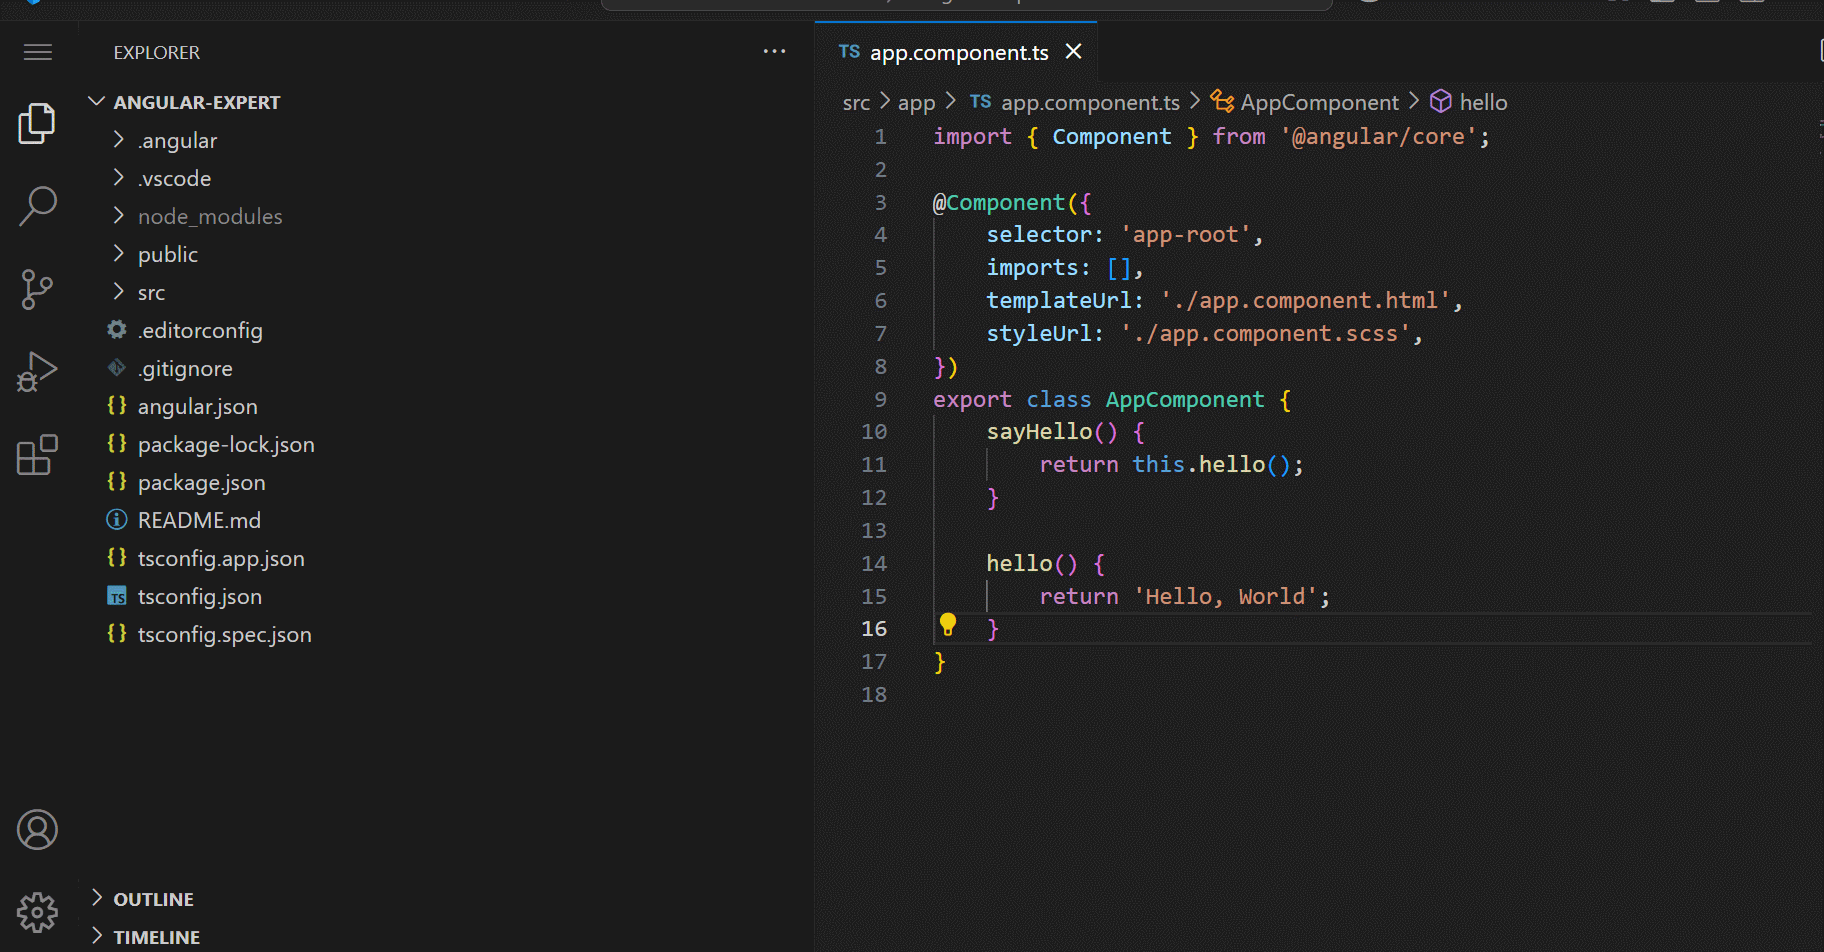 EXPLORER
ANGULAR-EXPERT
.angular
.vscode
node_modules
public
src
.editorconfig
.gitignore
angular.json
package-lock.json
package.json
README.md
tsconfig.app.json
TS tsconfig.json
tsconfig.spec.json
OUTLINE
TIMELINE
TS app.component.ts
src > app > TS app.component.ts > AppComponent > hello
1 import { Component } from '@angular/core';
2
3 @Component({
4 selector: 'app-root',
5 imports: [],
6 templateUrl: './app.component.html',
7 styleUrl: './app.component.scss',
8 })
9 export class AppComponent {
10 sayHello() {
11 return this.hello();
12 }
13
14 hello() {
15 return 'Hello, World';
16 }
17 }
18